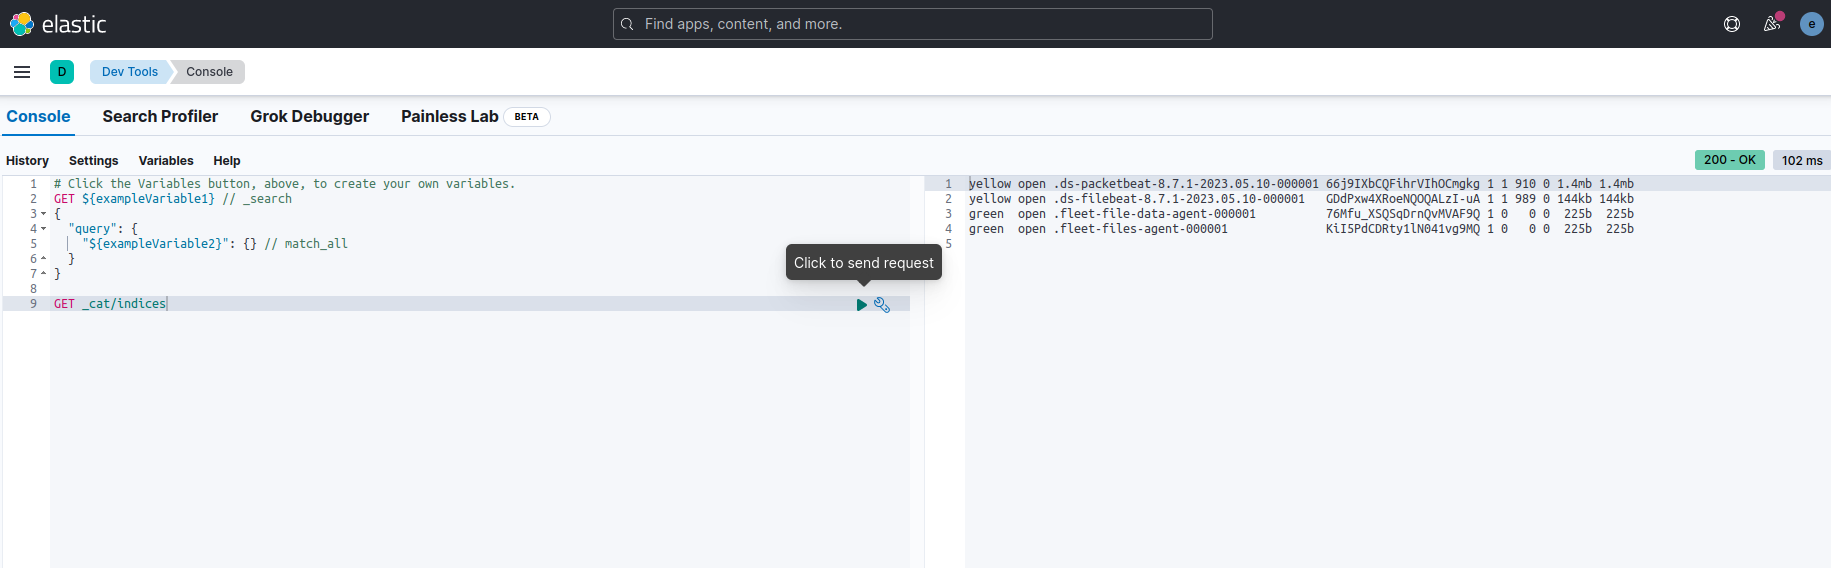 elastic
Find apps, content, and more.
e
D
Dev Tools
Console
Console
Search Profiler
Grok Debugger
Painless Lab
BETA
History
Settings
Variables
Help
200 - OK
102 ms
1 # Click the Variables button, above, to create your own variables.
2 GET ${exampleVariable1} // _search
3 {
4 "query": {
5 "${exampleVariable2}": {} // match_all
6 }
7 }
8
9 GET _cat/indices
Click to send request
1 yellow open .ds-packetbeat-8.7.1-2023.05.10-000001 66j9IXbCQFihrVIhOCmgkg 1 1 910 0 1.4mb 1.4mb
2 yellow open .ds-filebeat-8.7.1-2023.05.10-000001 GDdPxw4XRoeNQOQALzI-uA 1 1 989 0 144kb 144kb
3 green open .fleet-file-data-agent-000001 76Mfu_XSQSqDrnQvMVAF9Q 1 0 0 0 225b 225b
4 green open .fleet-files-agent-000001 KiI5PdCDRty1lN041vg9MQ 1 0 0 0 225b 225b
5